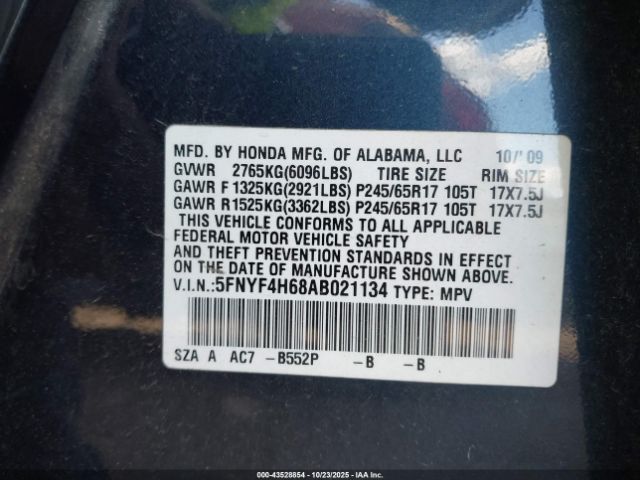 MFD. BY HONDA MFG. OF ALABAMA, LLC 10/'09
GVWR 2765KG(6096LBS) TIRE SIZE RIM SIZE
GAWR F 1325KG(2921LBS) P245/65R17 105T 17X7.5J
GAWR R1525KG(3362LBS) P245/65R17 105T 17X7.5J
THIS VEHICLE CONFORMS TO ALL APPLICABLE
FEDERAL MOTOR VEHICLE SAFETY
AND THEFT PREVENTION STANDARDS IN EFFECT
ON THE DATE OF MANUFACTURE SHOWN ABOVE.
V.I.N.:5FNYF4H68AB021134 TYPE: MPV
SZA A AC7 -B552P -B -B
000-43528854 | 10/23/2025 | IAAI.COM